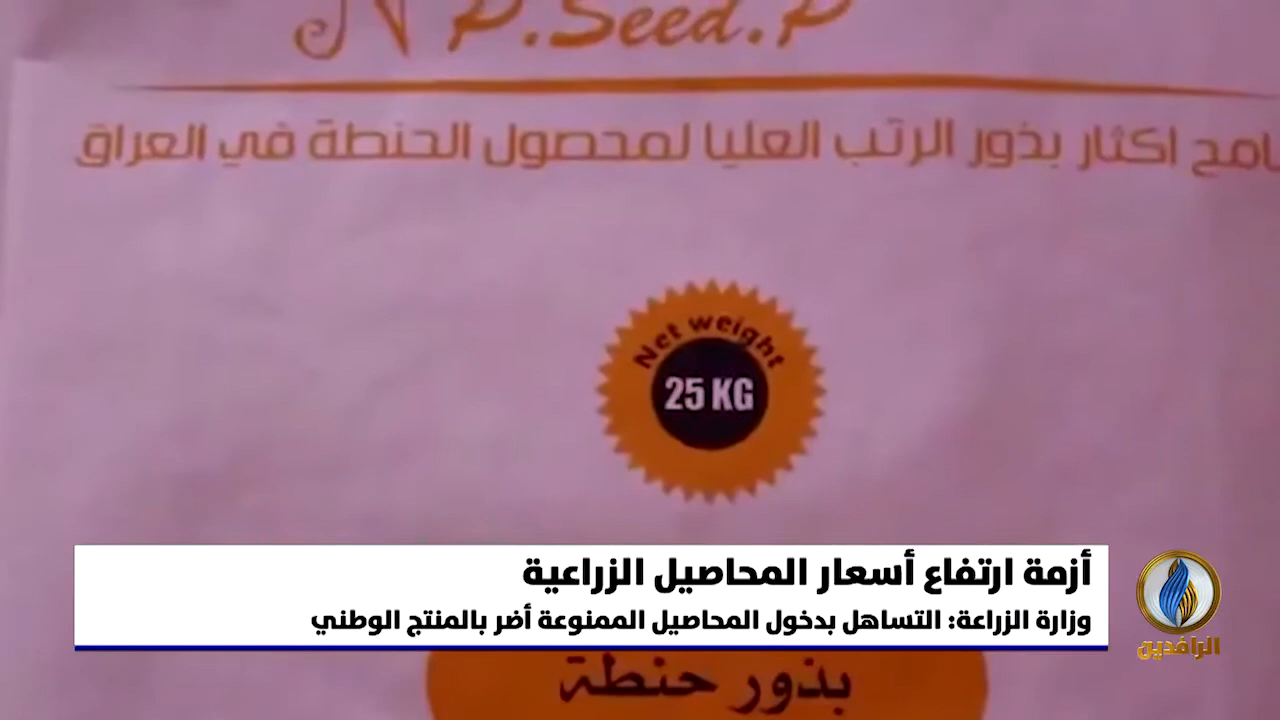 N P.Seed.P
اكثار بذور الرتب العليا لمحصول الحنطة في العراق
Net weight
25 KG
أزمة ارتفاع أسعار المحاصيل الزراعية
وزارة الزراعة: التساهل بدخول المحاصيل الممنوعة أضر بالمنتج الوطني
الرافدين
بذور حنطة